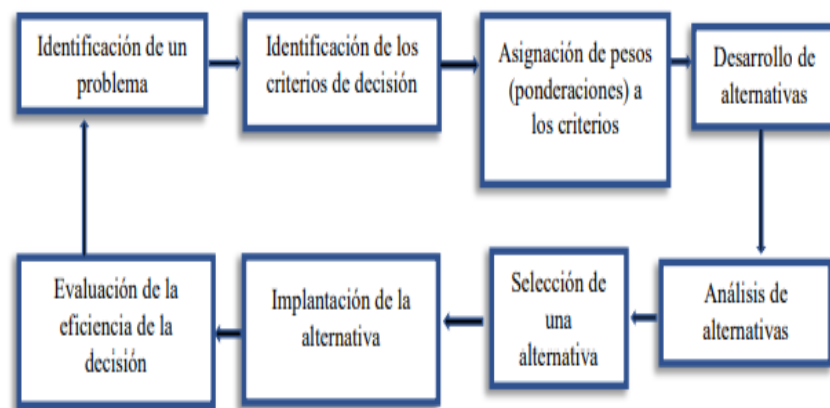 Identificación de un
problema
Identificación de los
criterios de decisión
Asignación de pesos
(ponderaciones) a
los criterios
Desarrollo de
alternativas
Análisis de
alternativas
Selección de
una
alternativa
Implantación de la
alternativa
Evaluación de la
eficiencia de la
decisión